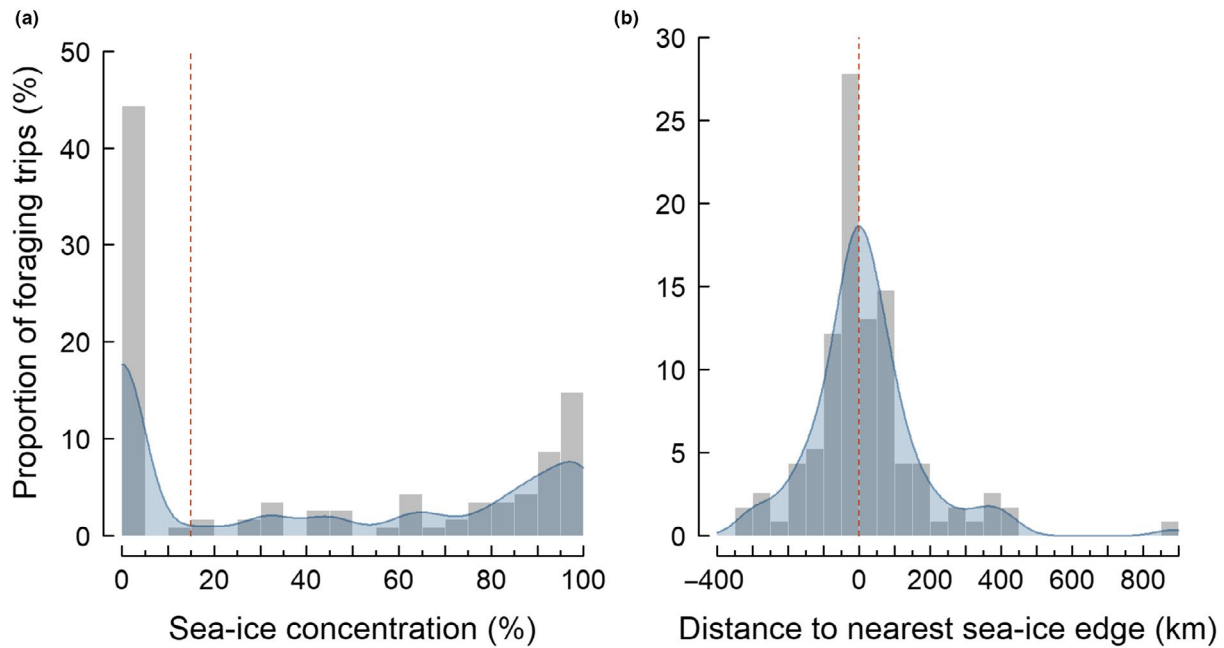 (a)
Proportion of foraging trips (%)
50
40
30
20
10
0
0 20 40 60 80 100
Sea-ice concentration (%)
(b)
30
25
20
15
10
5
0
−400 0 200 400 600 800
Distance to nearest sea-ice edge (km)